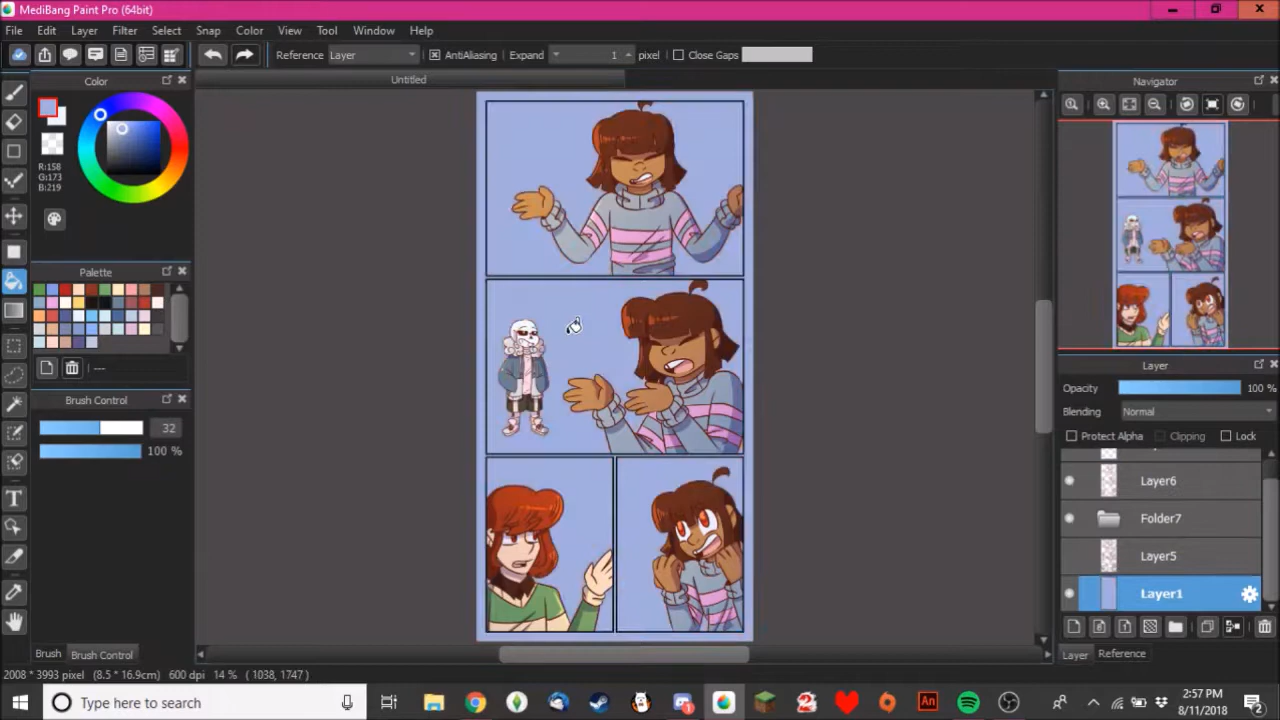 MediBang Paint Pro (64bit)
File Edit Layer Filter Select Snap Color View Tool Window Help
Reference Layer AntiAliasing Expand 1 pixel Close Gaps
Untitled
Color
R:158
G:173
B:219
Palette
---
Brush Control
32
100 %
Brush Brush Control
Navigator
Layer
Opacity 100 %
Blending Normal
Protect Alpha Clipping Lock
Layer6
Folder7
Layer5
Layer1
Layer Reference
2008 * 3993 pixel (8.5 * 16.9cm) 600 dpi 14 % (1038, 1747)
Type here to search
An
2:57 PM
8/11/2018
2